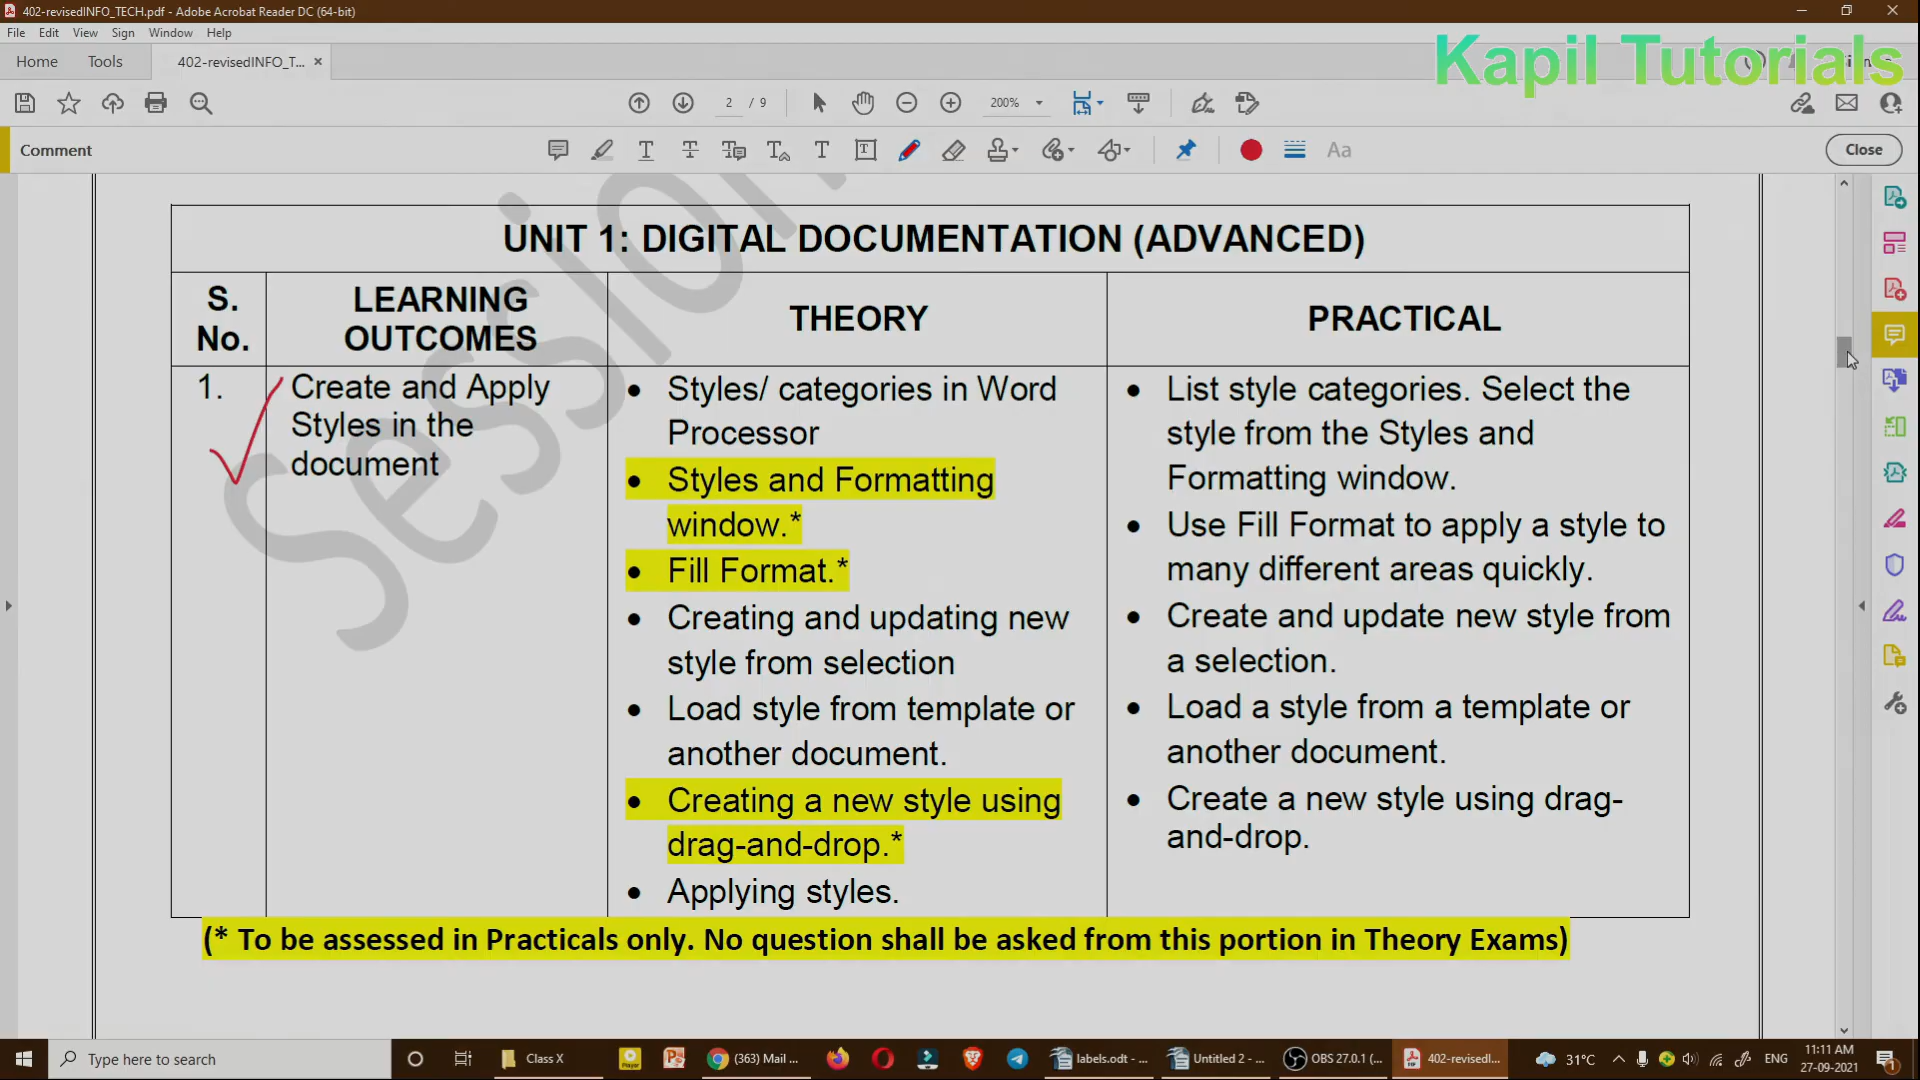 402-revisedINFO_TECH.pdf - Adobe Acrobat Reader DC (64-bit)
File Edit View Sign Window Help
Kapil Tutorials
Home Tools 402-revisedINFO_T...
2 / 9 200%
Comment
Aa
Close
Session
UNIT 1: DIGITAL DOCUMENTATION (ADVANCED)
S. No.
LEARNING OUTCOMES
THEORY
PRACTICAL
1.
Create and Apply
Styles in the
document
• Styles/ categories in Word
Processor
• Styles and Formatting
window.*
• Fill Format.*
• Creating and updating new
style from selection
• Load style from template or
another document.
• Creating a new style using
drag-and-drop.*
• Applying styles.
• List style categories. Select the
style from the Styles and
Formatting window.
• Use Fill Format to apply a style to
many different areas quickly.
• Create and update new style from
a selection.
• Load a style from a template or
another document.
• Create a new style using drag-
and-drop.
(* To be assessed in Practicals only. No question shall be asked from this portion in Theory Exams)
Type here to search
Class X
Player
(363) Mail ...
labels.odt - ...
Untitled 2 - ...
OBS 27.0.1 (...
402-revisedI...
31°C
ENG
11:11 AM
27-09-2021
1